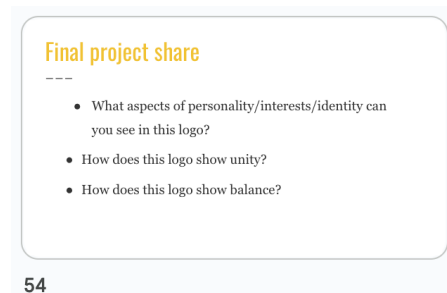 Final project share
---
● What aspects of personality/interests/identity can
you see in this logo?
● How does this logo show unity?
● How does this logo show balance?
54